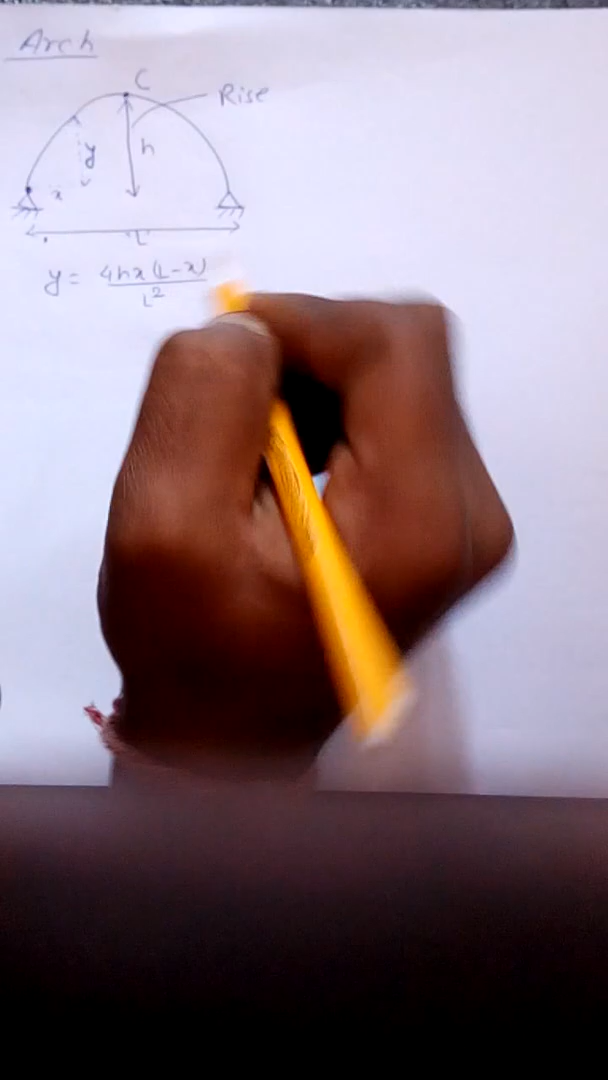 Arch
C
Rise
y
h
x
L
y = 4hx(L-x) / L²